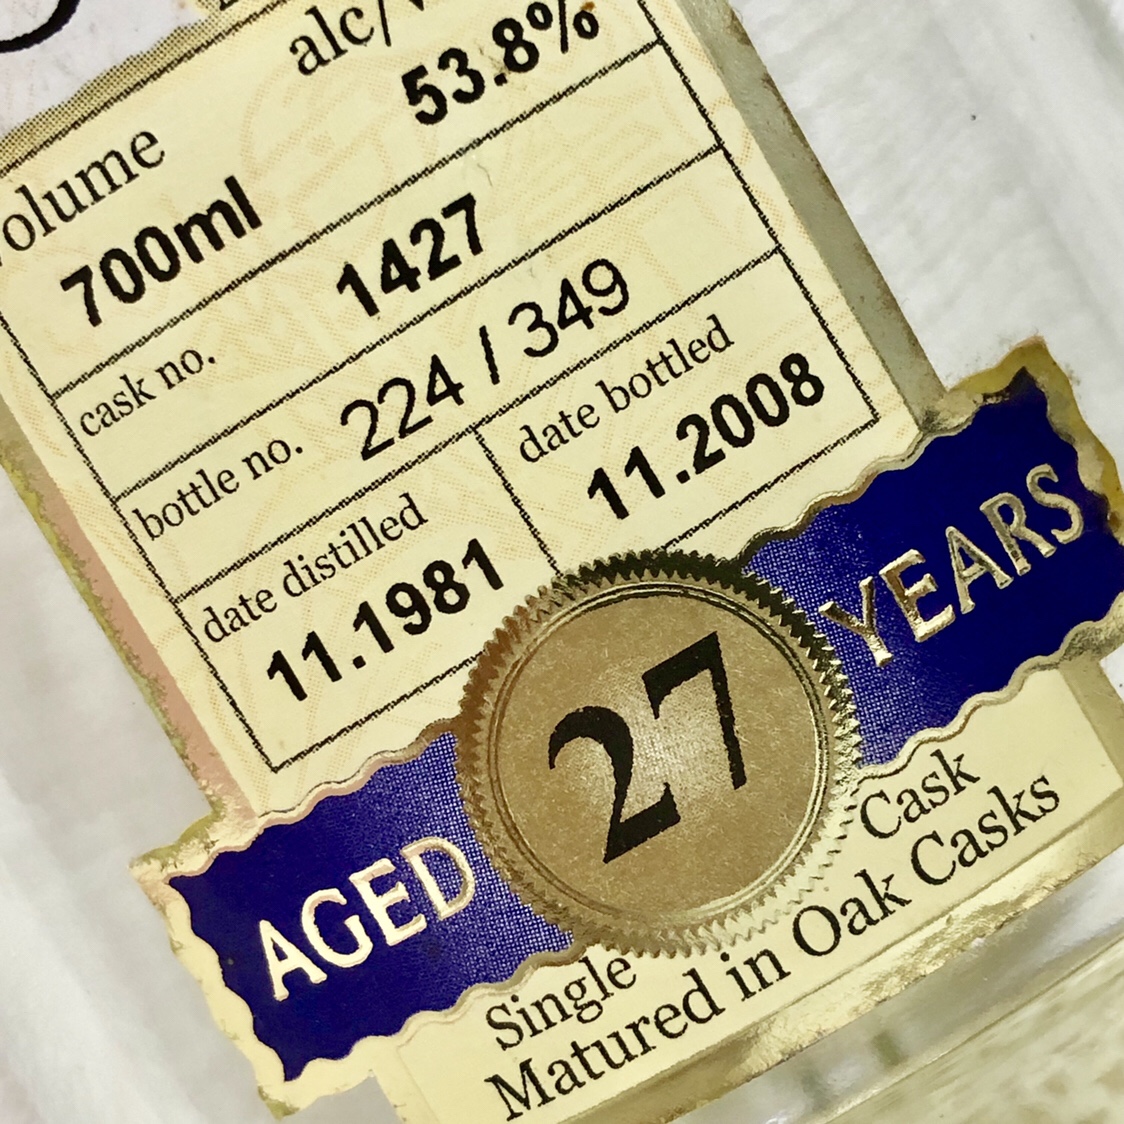 alc/
53.8%
volume
700ml
cask no. 1427
bottle no. 224 / 349
date distilled
11.1981
date bottled
11.2008
AGED 27 YEARS
Single Cask
Matured in Oak Casks